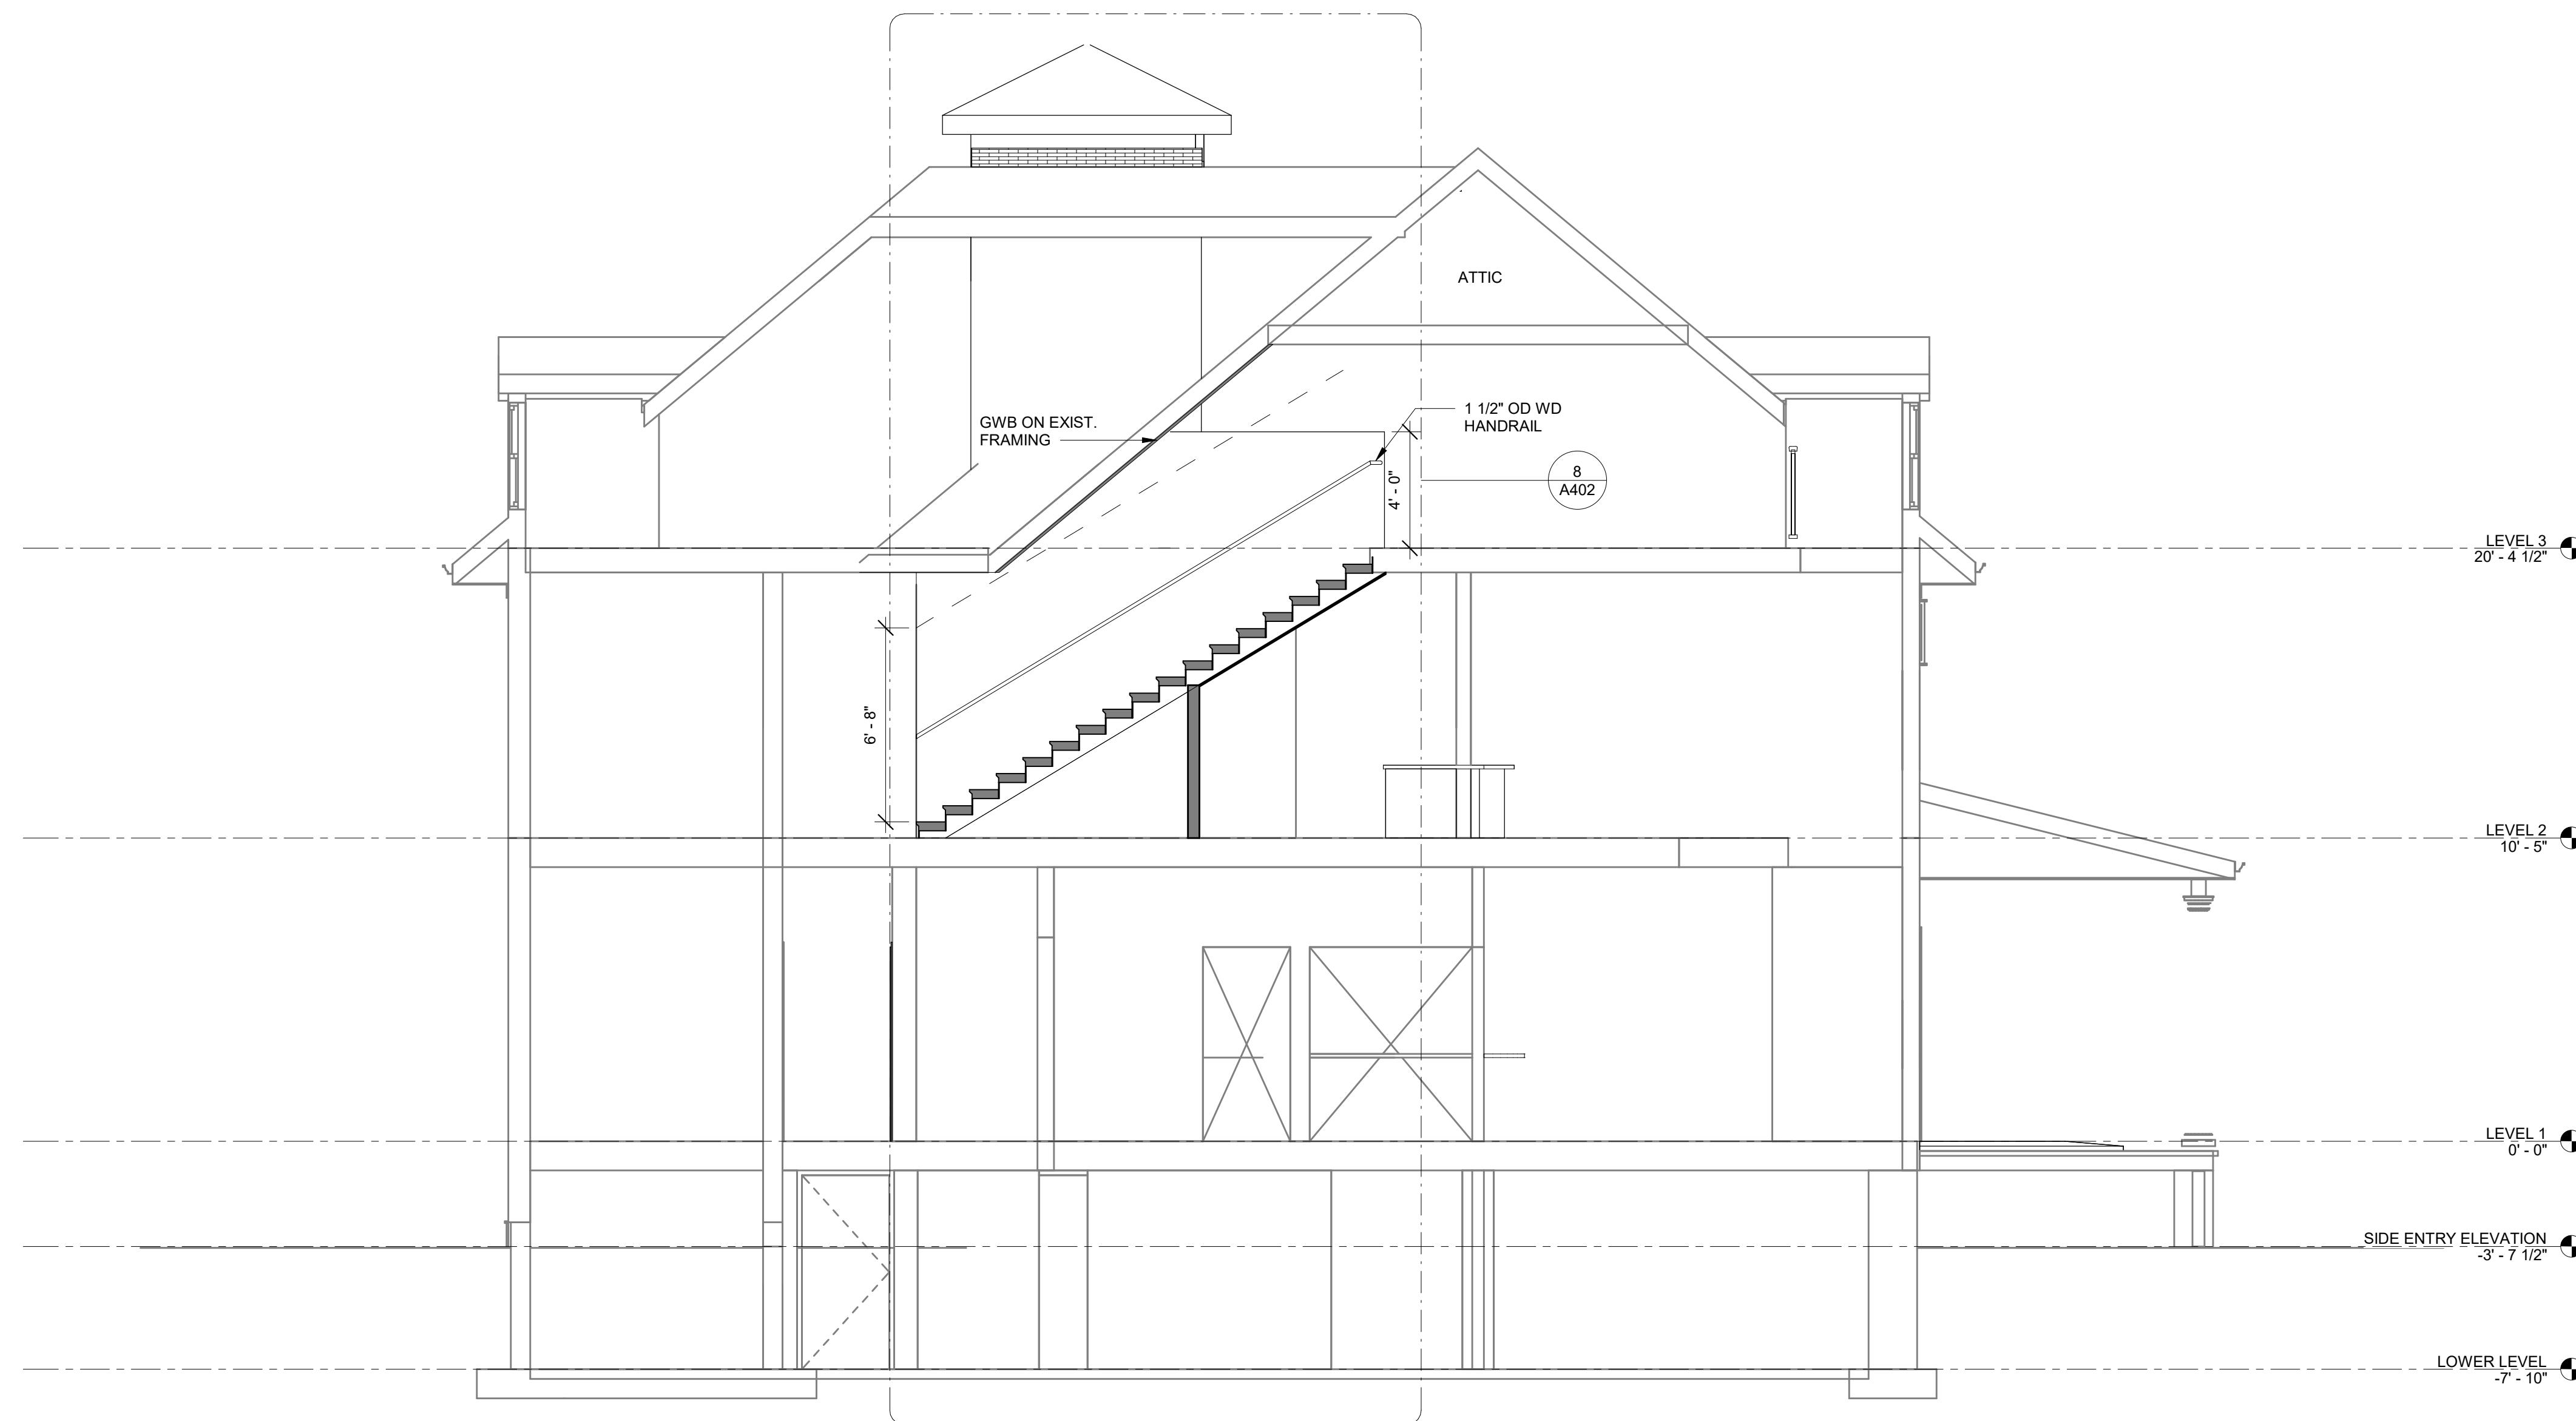 ATTIC
GWB ON EXIST.
FRAMING
1 1/2" OD WD
HANDRAIL
4' - 0"
8
A402
LEVEL 3
20' - 4 1/2"
6' - 8"
LEVEL 2
10' - 5"
LEVEL 1
0' - 0"
SIDE ENTRY ELEVATION
-3' - 7 1/2"
LOWER LEVEL
-7' - 10"